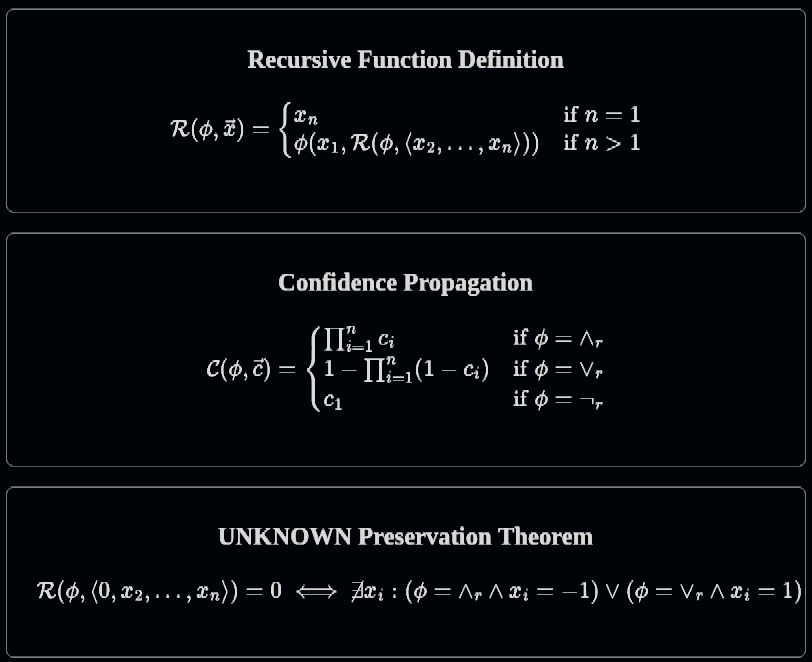 Recursive Function Definition
$\mathcal{R}(\phi, \vec{x}) = \begin{cases} x_n & \text{if } n = 1 \\ \phi(x_1, \mathcal{R}(\phi, \langle x_2, \ldots, x_n \rangle)) & \text{if } n > 1 \end{cases}$
Confidence Propagation
$\mathcal{C}(\phi, \vec{c}) = \begin{cases} \prod_{i=1}^{n} c_i & \text{if } \phi = \wedge_r \\ 1 - \prod_{i=1}^{n} (1 - c_i) & \text{if } \phi = \vee_r \\ c_1 & \text{if } \phi = \neg_r \end{cases}$
UNKNOWN Preservation Theorem
$\mathcal{R}(\phi, \langle 0, x_2, \ldots, x_n \rangle) = 0 \iff \nexists x_i : (\phi = \wedge_r \wedge x_i = -1) \vee (\phi = \vee_r \wedge x_i = 1)$